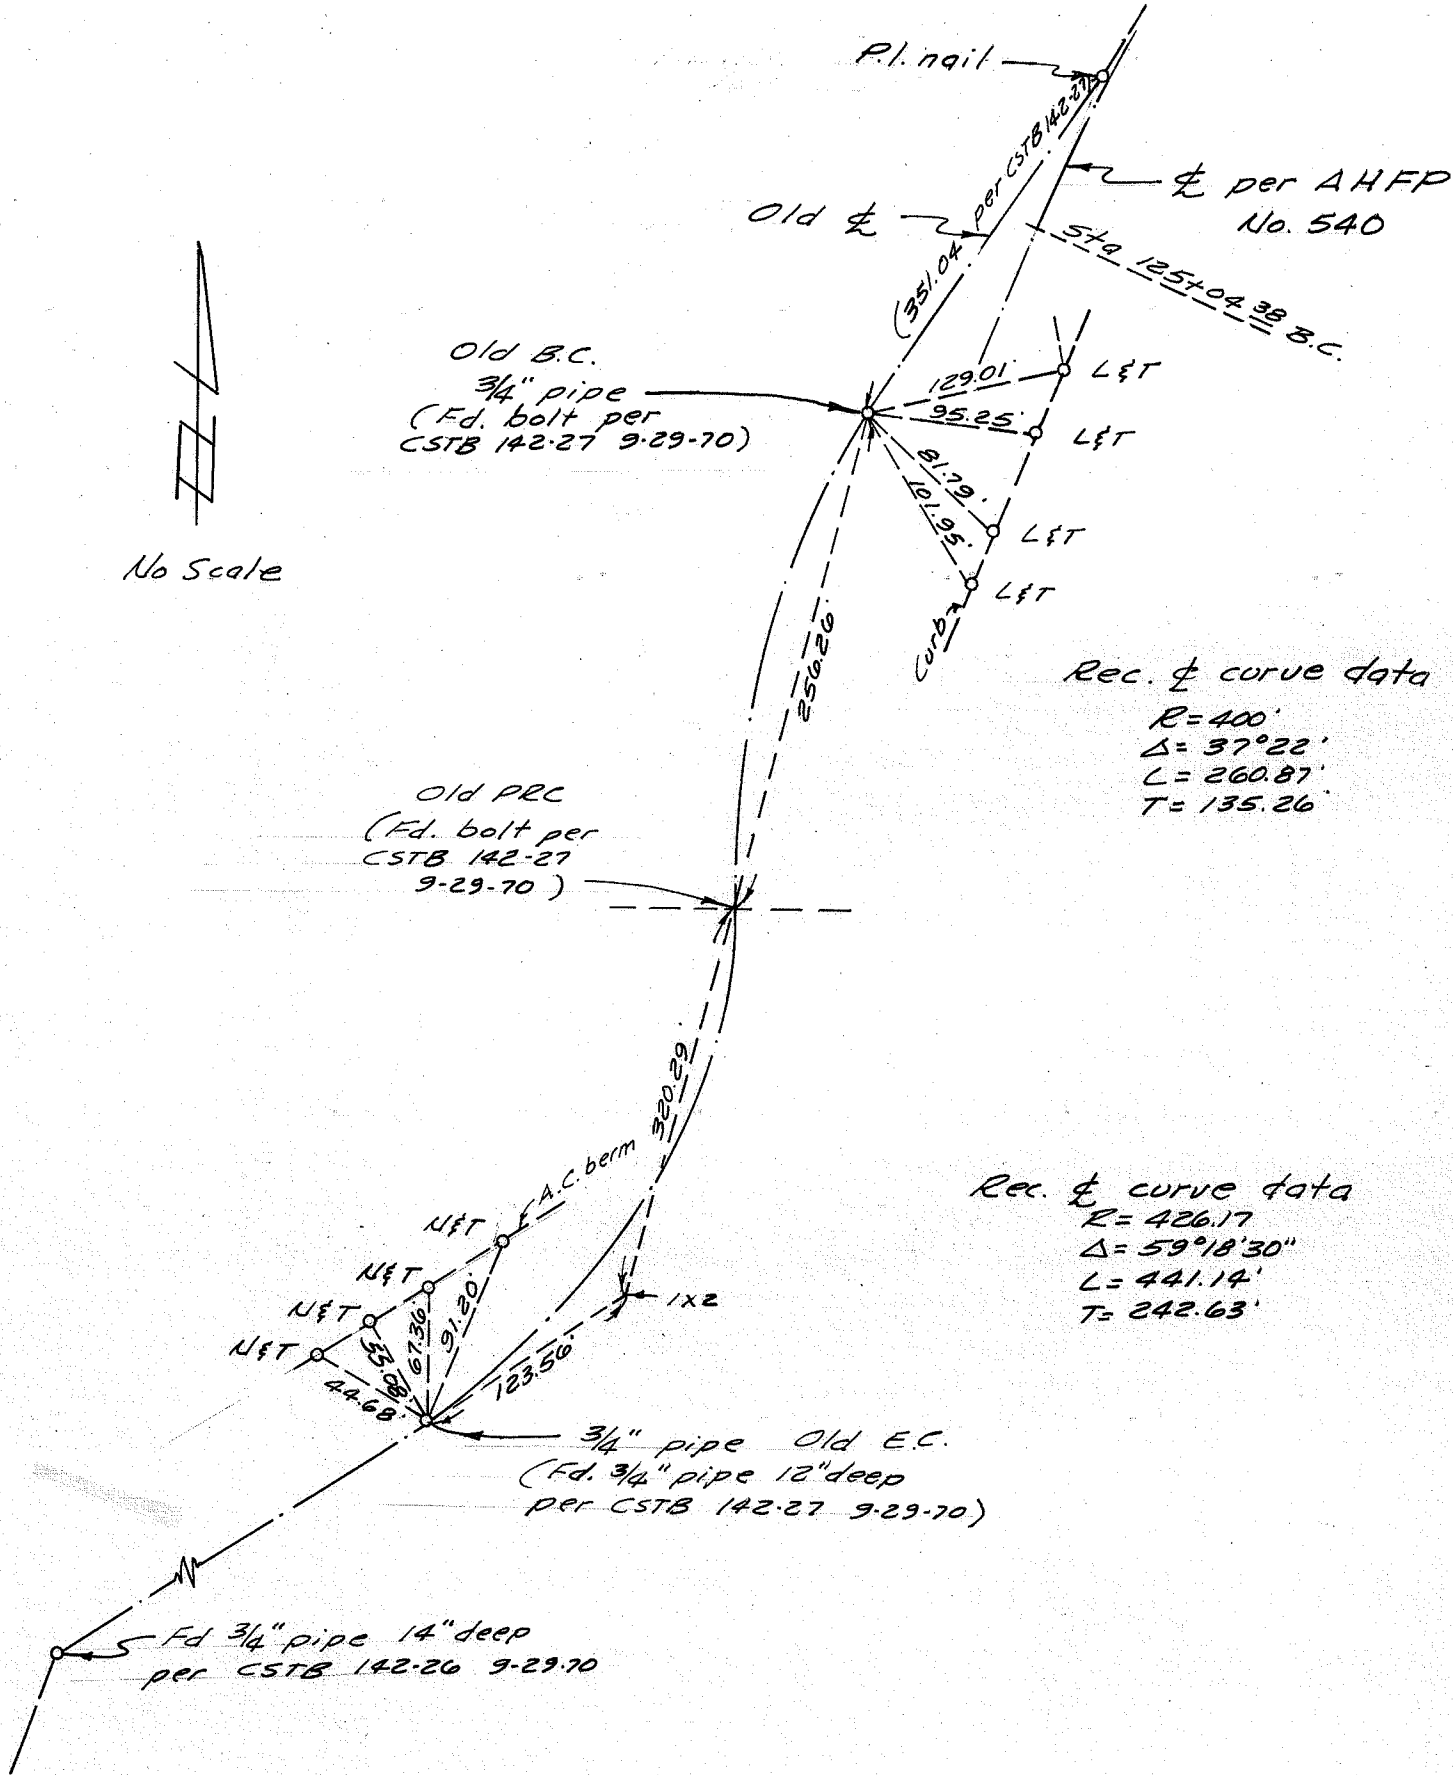 P.I. nail
(351.04' per CSTB 142-27)
℄ per AHFP
No. 540
Old ℄
Sta 125+04.38 B.C.
Old B.C.
3/4" pipe
(Fd. bolt per
CSTB 142-27 9-29-70)
129.01'
L&T
95.25'
L&T
81.79'
L&T
101.95'
L&T
Curb
No Scale
256.26'
Rec. ℄ curve data
R=400'
Δ= 37°22'
L= 260.87'
T= 135.26'
Old PRC
(Fd. bolt per
CSTB 142-27
9-29-70)
320.29'
A.C. berm
N&T
N&T
N&T
N&T
91.20'
67.36'
53.08'
44.68'
123.56'
1x2
Rec. ℄ curve data
R= 426.17
Δ= 59°18'30"
L= 441.14'
T= 242.63'
3/4" pipe Old E.C.
(Fd. 3/4" pipe 12" deep
per CSTB 142-27 9-29-70)
Fd 3/4" pipe 14" deep
per CSTB 142-26 9-29-70